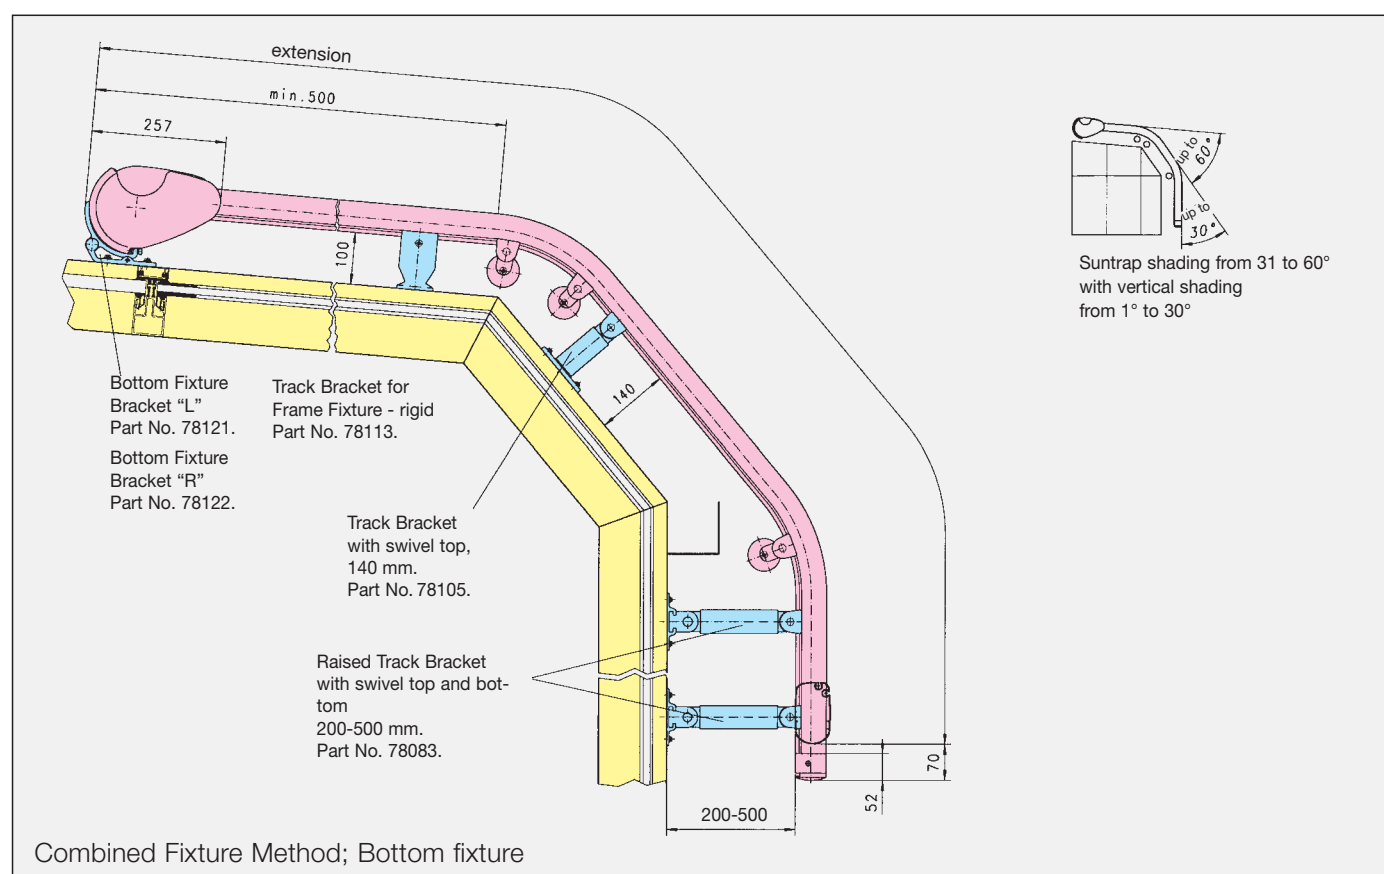 extension
min.500
257
up to
60°
up to
30°
100
Suntrap shading from 31 to 60°
with vertical shading
from 1° to 30°
Bottom Fixture
Bracket “L”
Part No. 78121.
Bottom Fixture
Bracket “R”
Part No. 78122.
Track Bracket for
Frame Fixture - rigid
Part No. 78113.
140
Track Bracket
with swivel top,
140 mm.
Part No. 78105.
Raised Track Bracket
with swivel top and bot-
tom
200-500 mm.
Part No. 78083.
70
52
200-500
Combined Fixture Method; Bottom fixture